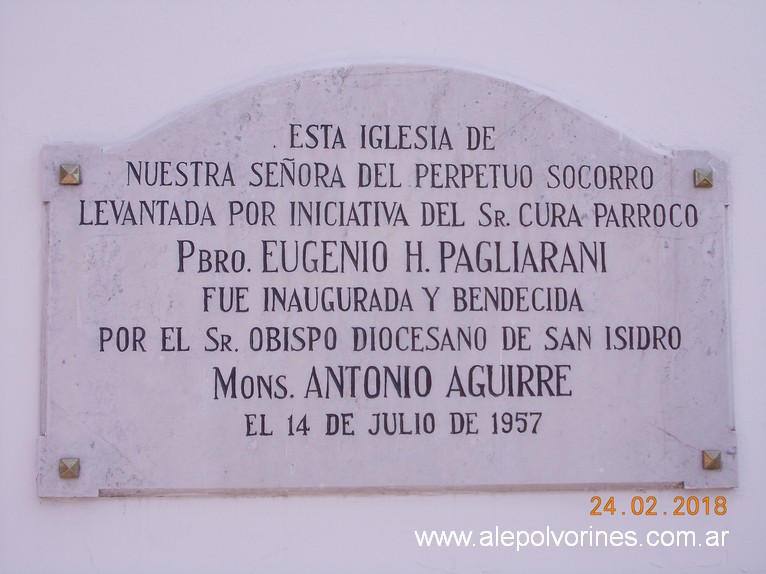 ESTA IGLESIA DE
NUESTRA SEÑORA DEL PERPETUO SOCORRO
LEVANTADA POR INICIATIVA DEL SR. CURA PARROCO
PBRO. EUGENIO H. PAGLIARANI
FUE INAUGURADA Y BENDECIDA
POR EL SR. OBISPO DIOCESANO DE SAN ISIDRO
MONS. ANTONIO AGUIRRE
EL 14 DE JULIO DE 1957
24.02.2018
www.alepolvorines.com.ar